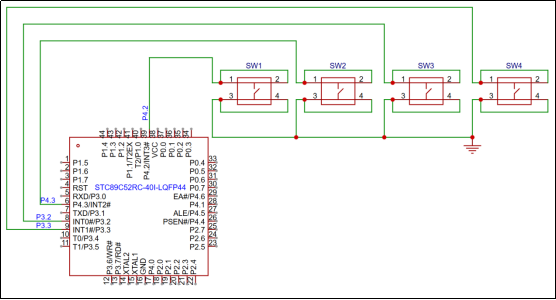 SW1 SW2 SW3 SW4
1 2 1 2 1 2 1 2
3 4 3 4 3 4 3 4
P4.2
44 43 42 41 40 39 38 37 36 35 34
P1.4 P1.3 P1.2 P1.1/T2EX T2/P1.0 P4.2/INT3# VCC P0.0 P0.1 P0.2 P0.3
STC89C52RC-40I-LQFP44
1 P1.5 P0.4 33
2 P1.6 P0.5 32
3 P1.7 P0.6 31
4 RST P0.7 30
5 RXD/P3.0 EA#/P4.6 29
P4.3 6 P4.3/INT2# P4.1 28
7 TXD/P3.1 ALE/P4.5 27
P3.2 8 INT0#/P3.2 PSEN#/P4.4 26
P3.3 9 INT1#/P3.3 P2.7 25
10 T0/P3.4 P2.6 24
11 T1/P3.5 P2.5 23
P3.6/WR# P3.7/RD# XTAL2 XTAL1 GND P4.0 P2.0 P2.1 P2.2 P2.3 P2.4
12 13 14 15 16 17 18 19 20 21 22